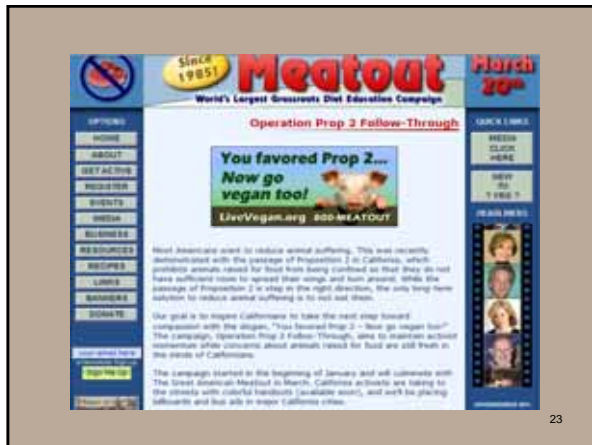 Since
1985!
Meatout
March
20th
World's Largest Grassroots Diet Education Campaign
OPTIONS
HOME
ABOUT
GET ACTIVE
REGISTER
EVENTS
MEDIA
BUSINESS
RESOURCES
RECIPES
LINKS
BANNERS
DONATE
your email here
Sign Me Up
Operation Prop 2 Follow-Through
You favored Prop 2...
Now go
vegan too!
LiveVegan.org 800-MEATOUT
Most Americans want to reduce animal suffering. This was recently
demonstrated with the passage of Proposition 2 in California, which
prohibits animals raised for food from being confined so that they do not
have sufficient room to spread their wings and turn around. While the
passage of Proposition 2 is step in the right direction, the only long-term
solution to reduce animal suffering is to not eat them.
Our goal is to inspire Californians to take the next step toward
compassion with the slogan, "You favored Prop 2 - Now go vegan too!"
The campaign, Operation Prop 2 Follow-Through, aims to maintain activist
momentum while concerns about animals raised for food are still fresh in
the minds of Californians.
The campaign started in the beginning of January and will culminate with
The Great American Meatout in March. California activists are taking to
the streets with colorful handouts (available soon), and we'll be placing
billboards and bus ads in major California cities.
QUICK LINKS
MEDIA
CLICK
HERE
NEW
TO
HEADLINERS
23